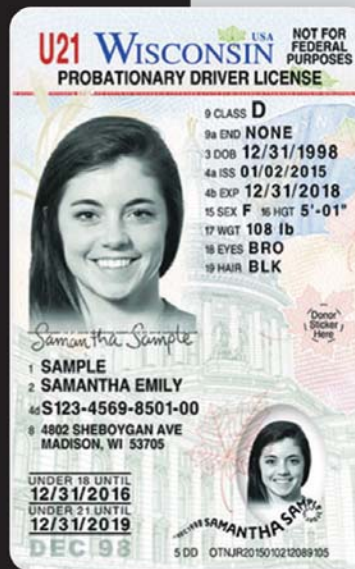 U21 WISCONSIN USA
NOT FOR
FEDERAL
PURPOSES
PROBATIONARY DRIVER LICENSE
9 CLASS D
9a END NONE
3 DOB 12/31/1998
4a ISS 01/02/2015
4b EXP 12/31/2018
15 SEX F 16 HGT 5'-01"
17 WGT 108 lb
18 EYES BRO
19 HAIR BLK
Donor
Sticker
Here
Samantha Sample
1 SAMPLE
2 SAMANTHA EMILY
4d S123-4569-8501-00
8 4802 SHEBOYGAN AVE
MADISON, WI 53705
UNDER 18 UNTIL
12/31/2016
UNDER 21 UNTIL
12/31/2019
DEC 98
SAMANTHA SAMPLE
5 DD OTNJR2015010212089105